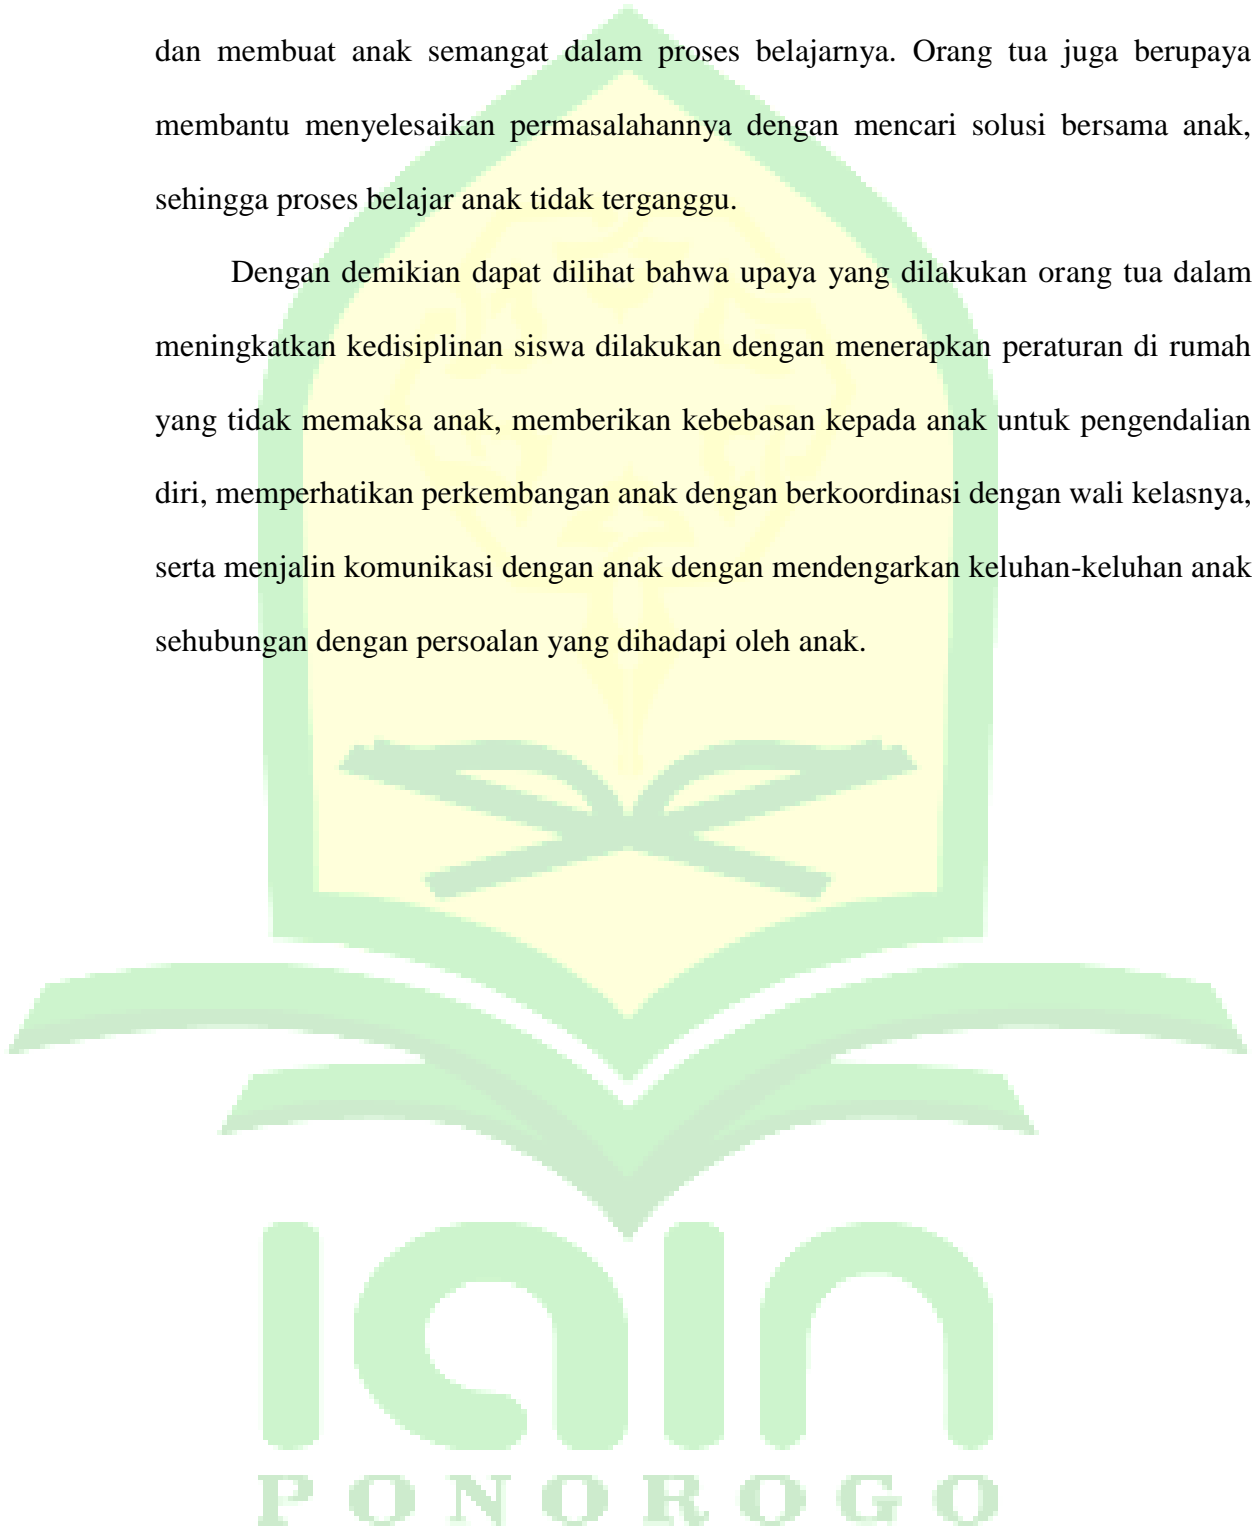 dan membuat anak semangat dalam proses belajarnya. Orang tua juga berupaya
membantu menyelesaikan permasalahannya dengan mencari solusi bersama anak,
sehingga proses belajar anak tidak terganggu.
Dengan demikian dapat dilihat bahwa upaya yang dilakukan orang tua dalam
meningkatkan kedisiplinan siswa dilakukan dengan menerapkan peraturan di rumah
yang tidak memaksa anak, memberikan kebebasan kepada anak untuk pengendalian
diri, memperhatikan perkembangan anak dengan berkoordinasi dengan wali kelasnya,
serta menjalin komunikasi dengan anak dengan mendengarkan keluhan-keluhan anak
sehubungan dengan persoalan yang dihadapi oleh anak.
iain
PONOROGO